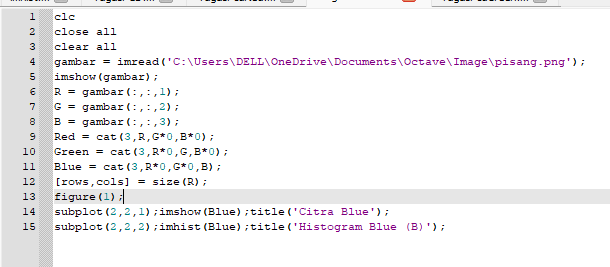 1 clc
2 close all
3 clear all
4 gambar = imread('C:\Users\DELL\OneDrive\Documents\Octave\Image\pisang.png');
5 imshow(gambar);
6 R = gambar(:,:,1);
7 G = gambar(:,:,2);
8 B = gambar(:,:,3);
9 Red = cat(3,R,G*0,B*0);
10 Green = cat(3,R*0,G,B*0);
11 Blue = cat(3,R*0,G*0,B);
12 [rows,cols] = size(R);
13 figure(1);
14 subplot(2,2,1);imshow(Blue);title('Citra Blue');
15 subplot(2,2,2);imhist(Blue);title('Histogram Blue (B)');